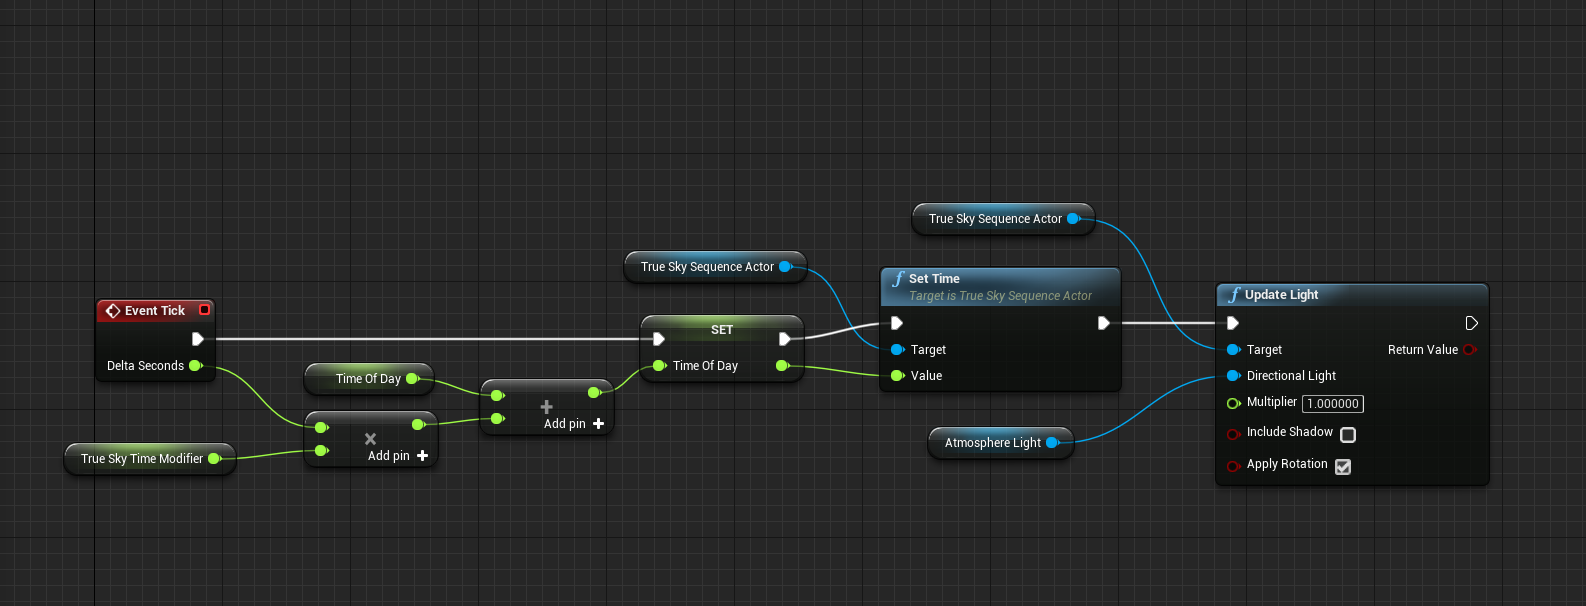 True Sky Sequence Actor
True Sky Sequence Actor
f Set Time
Target is True Sky Sequence Actor
f Update Light
Event Tick
SET
Target
Target
Return Value
Delta Seconds
Time Of Day
Value
Directional Light
Time Of Day
Multiplier 1.000000
+
Add pin +
Include Shadow
×
Atmosphere Light
Add pin +
True Sky Time Modifier
Apply Rotation